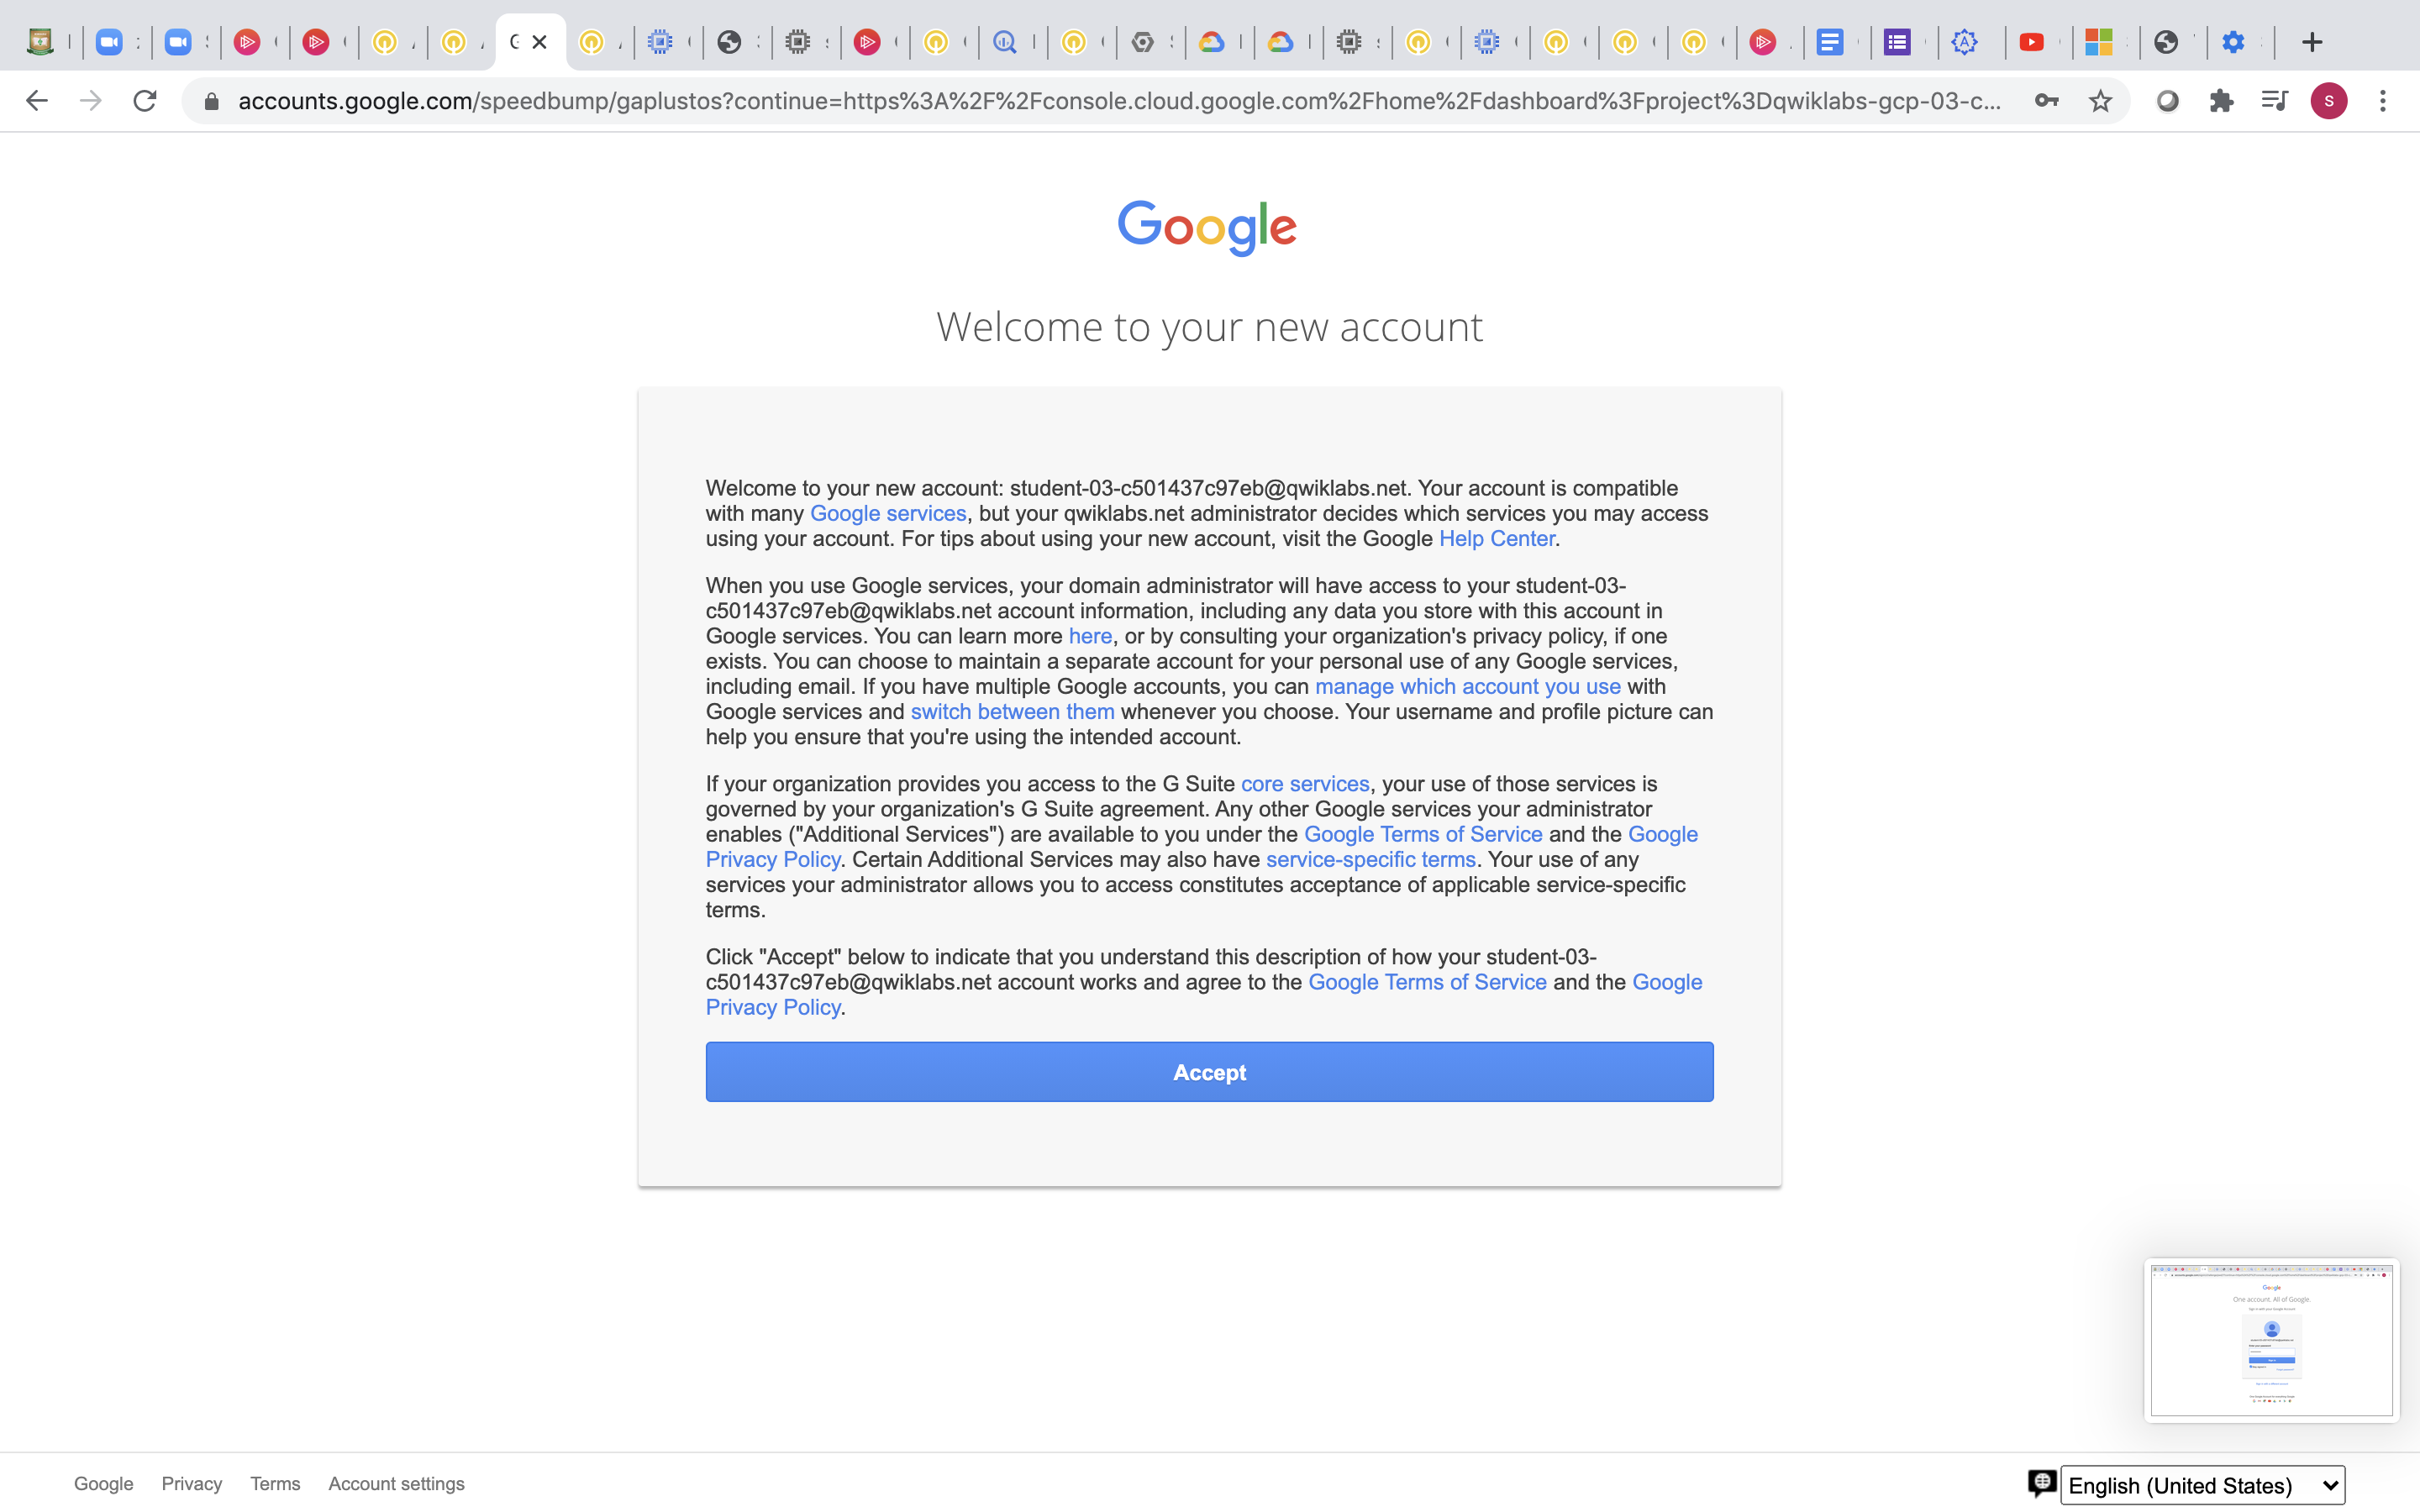 accounts.google.com/speedbump/gaplustos?continue=https%3A%2F%2Fconsole.cloud.google.com%2Fhome%2Fdashboard%3Fproject%3Dqwiklabs-gcp-03-c...
S
Google
Welcome to your new account
Welcome to your new account: student-03-c501437c97eb@qwiklabs.net. Your account is compatible
with many Google services, but your qwiklabs.net administrator decides which services you may access
using your account. For tips about using your new account, visit the Google Help Center.
When you use Google services, your domain administrator will have access to your student-03-
c501437c97eb@qwiklabs.net account information, including any data you store with this account in
Google services. You can learn more here, or by consulting your organization's privacy policy, if one
exists. You can choose to maintain a separate account for your personal use of any Google services,
including email. If you have multiple Google accounts, you can manage which account you use with
Google services and switch between them whenever you choose. Your username and profile picture can
help you ensure that you're using the intended account.
If your organization provides you access to the G Suite core services, your use of those services is
governed by your organization's G Suite agreement. Any other Google services your administrator
enables ("Additional Services") are available to you under the Google Terms of Service and the Google
Privacy Policy. Certain Additional Services may also have service-specific terms. Your use of any
services your administrator allows you to access constitutes acceptance of applicable service-specific
terms.
Click "Accept" below to indicate that you understand this description of how your student-03-
c501437c97eb@qwiklabs.net account works and agree to the Google Terms of Service and the Google
Privacy Policy.
Accept
Google
One account. All of Google.
Google Privacy Terms Account settings
English (United States)